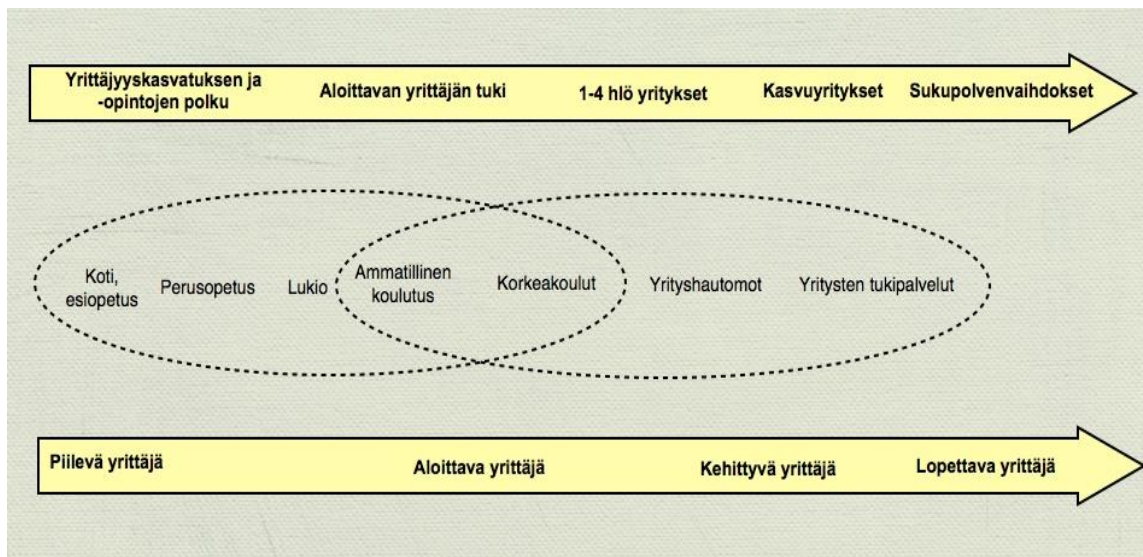 Yrittäjyyskasvatuksen ja
-opintojen polku
Aloittavan yrittäjän tuki
1-4 hlö yritykset
Kasvuyritykset
Sukupolvenvaihdokset
Koti,
esiopetus
Perusopetus
Lukio
Ammatillinen
koulutus
Korkeakoulut
Yrityshautomot
Yritysten tukipalvelut
Piilevä yrittäjä
Aloittava yrittäjä
Kehittyvä yrittäjä
Lopettava yrittäjä